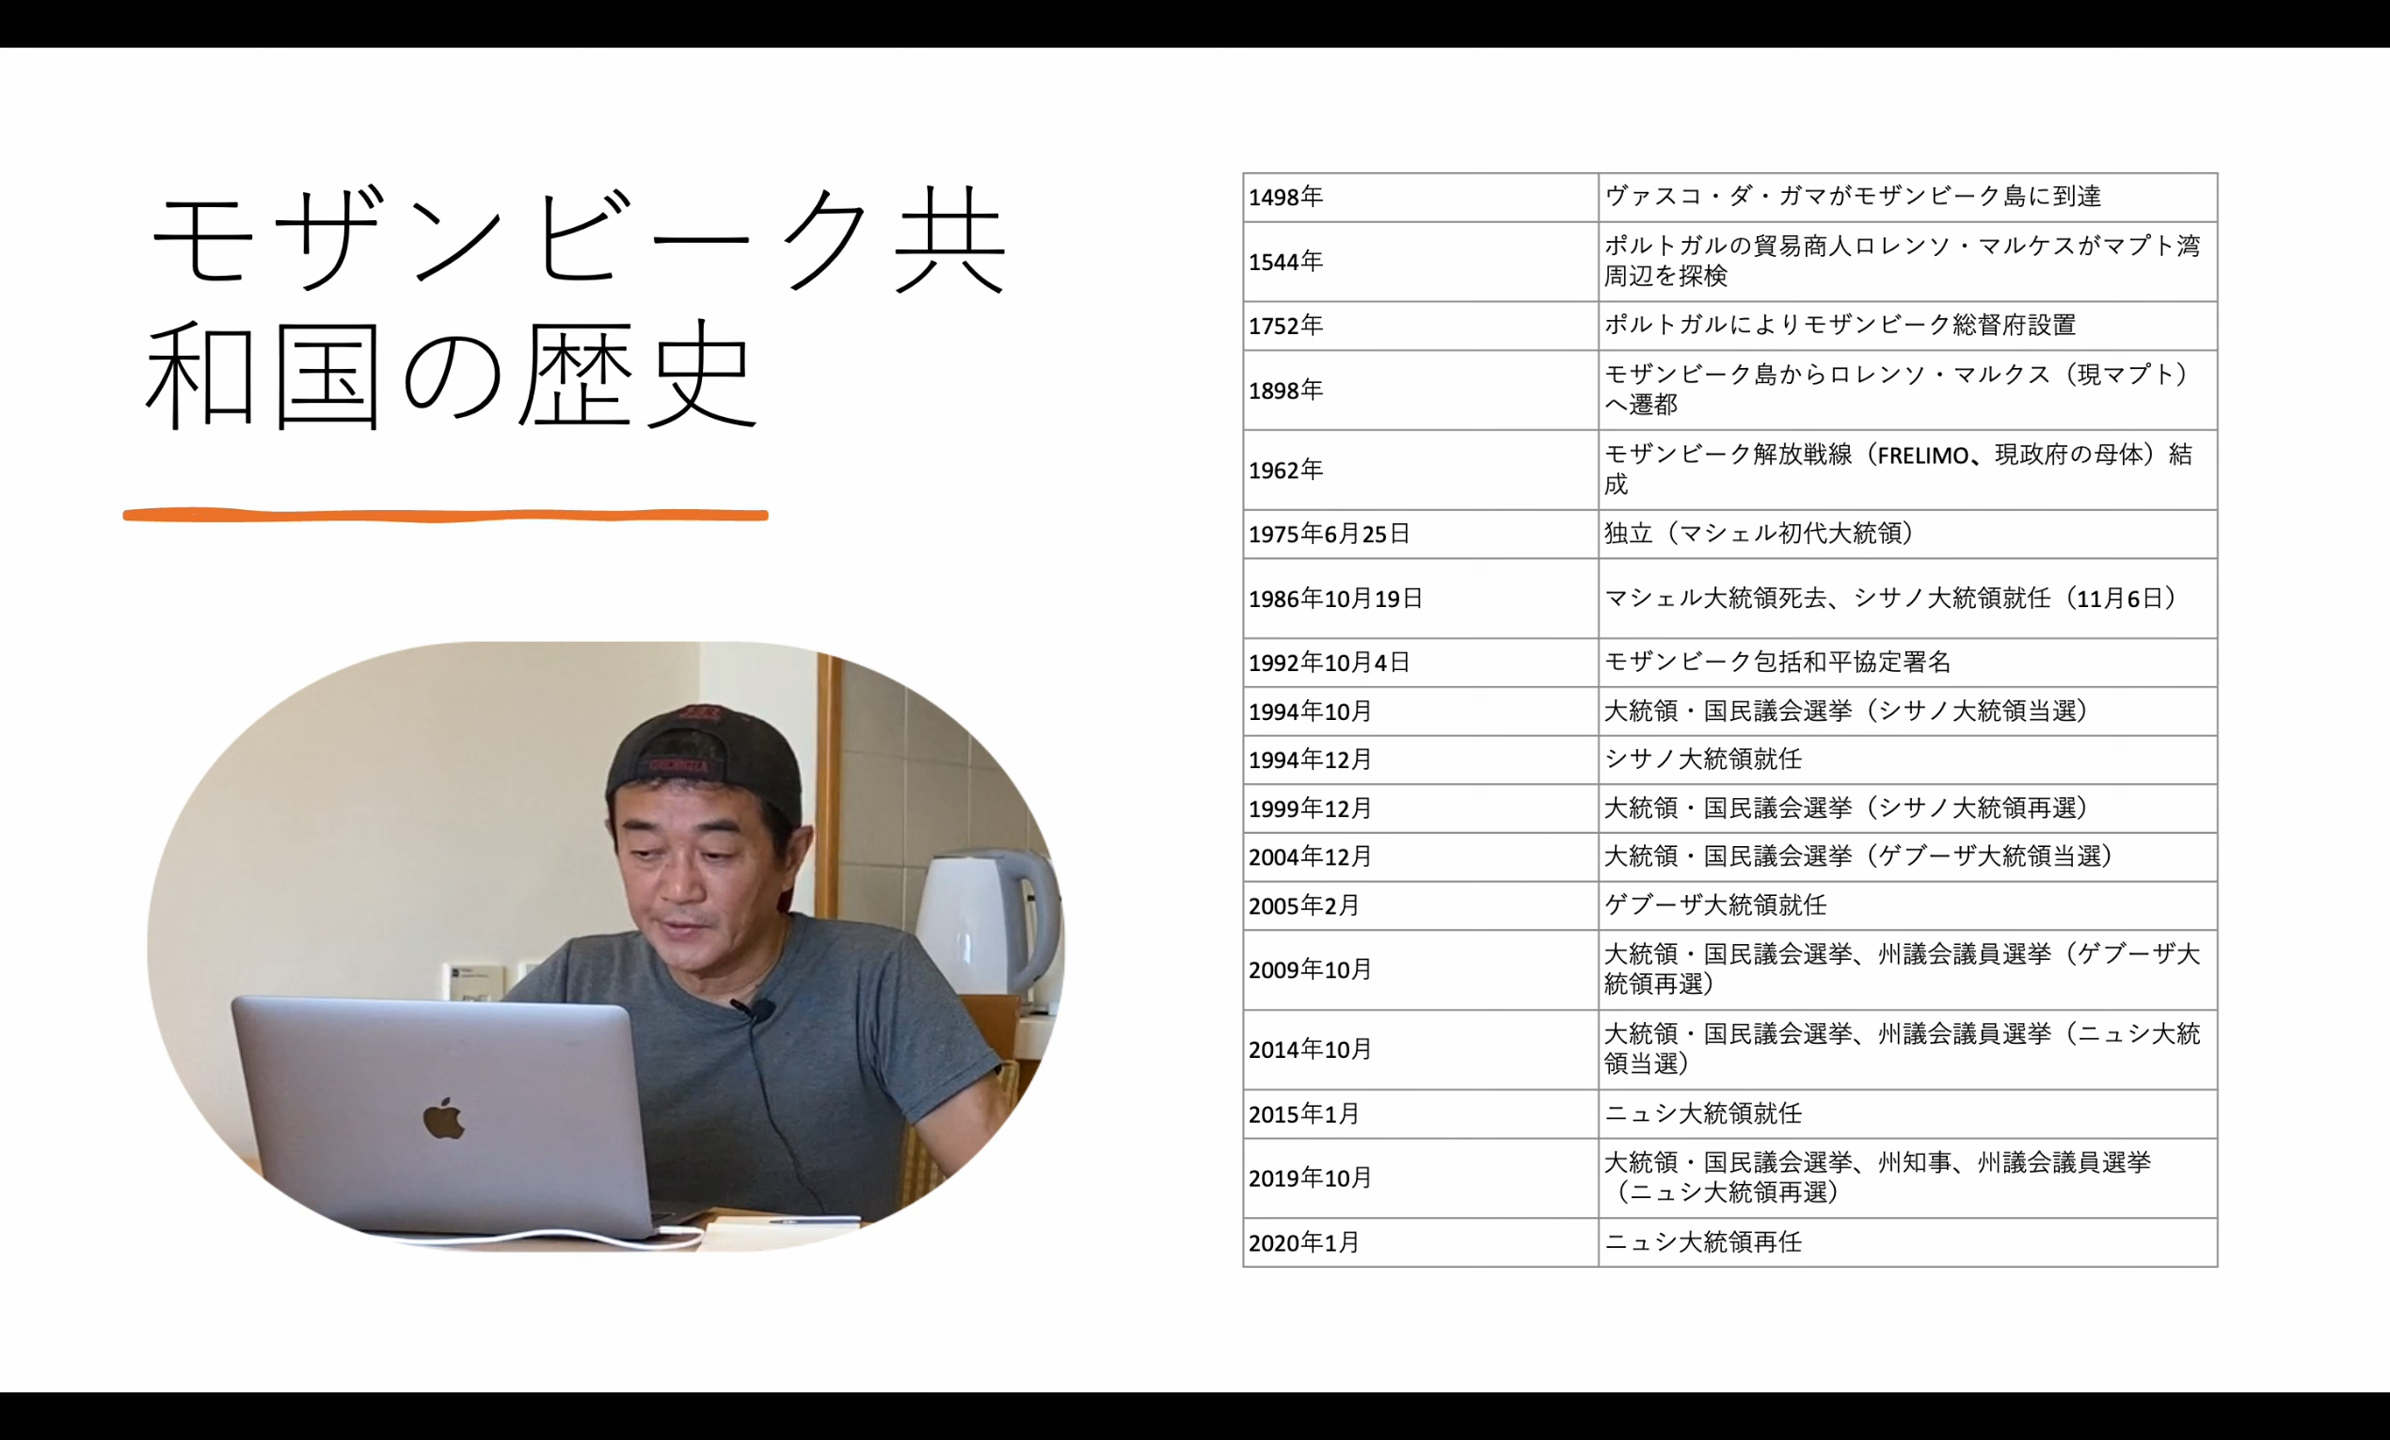 モザンビーク共
和国の歴史
1498年 ヴァスコ・ダ・ガマがモザンビーク島に到達
1544年 ポルトガルの貿易商人ロレンソ・マルケスがマプト湾
周辺を探検
1752年 ポルトガルによりモザンビーク総督府設置
1898年 モザンビーク島からロレンソ・マルクス（現マプト）
へ遷都
1962年 モザンビーク解放戦線（FRELIMO、現政府の母体）結
成
1975年6月25日 独立（マシェル初代大統領）
1986年10月19日 マシェル大統領死去、シサノ大統領就任（11月6日）
1992年10月4日 モザンビーク包括和平協定署名
1994年10月 大統領・国民議会選挙（シサノ大統領当選）
1994年12月 シサノ大統領就任
1999年12月 大統領・国民議会選挙（シサノ大統領再選）
2004年12月 大統領・国民議会選挙（ゲブーザ大統領当選）
2005年2月 ゲブーザ大統領就任
2009年10月 大統領・国民議会選挙、州議会議員選挙（ゲブーザ大
統領再選）
2014年10月 大統領・国民議会選挙、州議会議員選挙（ニュシ大統
領当選）
2015年1月 ニュシ大統領就任
2019年10月 大統領・国民議会選挙、州知事、州議会議員選挙
（ニュシ大統領再選）
2020年1月 ニュシ大統領再任
GEORGIA